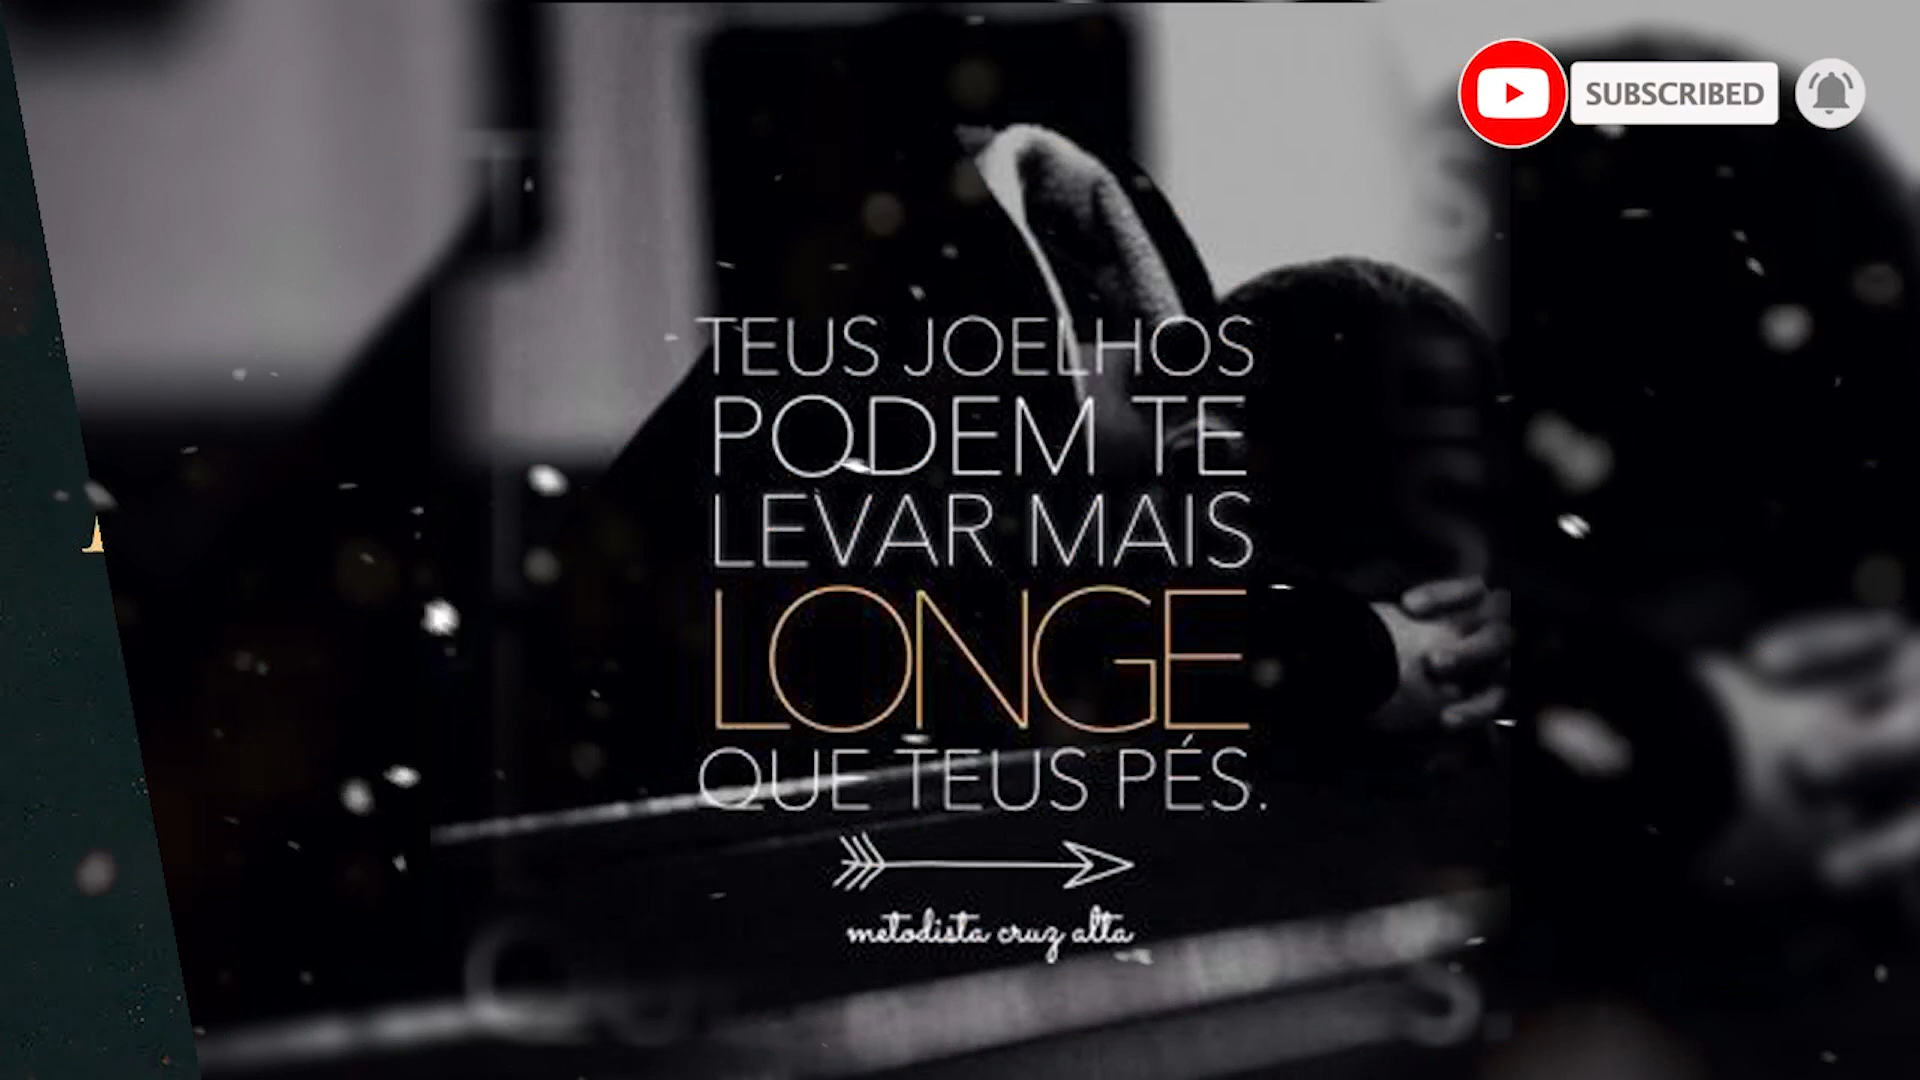 SUBSCRIBED
TEUS JOELHOS
PODEM TE
LEVAR MAIS
LONGE
QUE TEUS PÉS.
metodista cruz alta